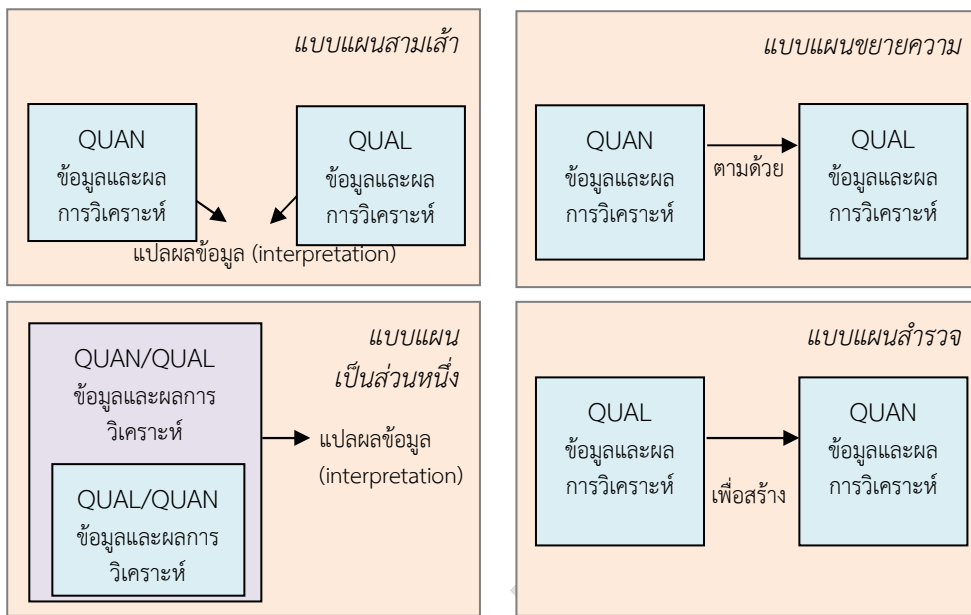 แบบแผนสามเส้า
QUAN
ข้อมูลและผล
การวิเคราะห์
QUAL
ข้อมูลและผล
การวิเคราะห์
แปลผลข้อมูล (interpretation)
แบบแผนขยายความ
QUAN
ข้อมูลและผล
การวิเคราะห์
ตามด้วย
QUAL
ข้อมูลและผล
การวิเคราะห์
แบบแผน
เป็นส่วนหนึ่ง
QUAN/QUAL
ข้อมูลและผลการ
วิเคราะห์
QUAL/QUAN
ข้อมูลและผลการ
วิเคราะห์
แปลผลข้อมูล
(interpretation)
แบบแผนสำรวจ
QUAL
ข้อมูลและผล
การวิเคราะห์
เพื่อสร้าง
QUAN
ข้อมูลและผล
การวิเคราะห์